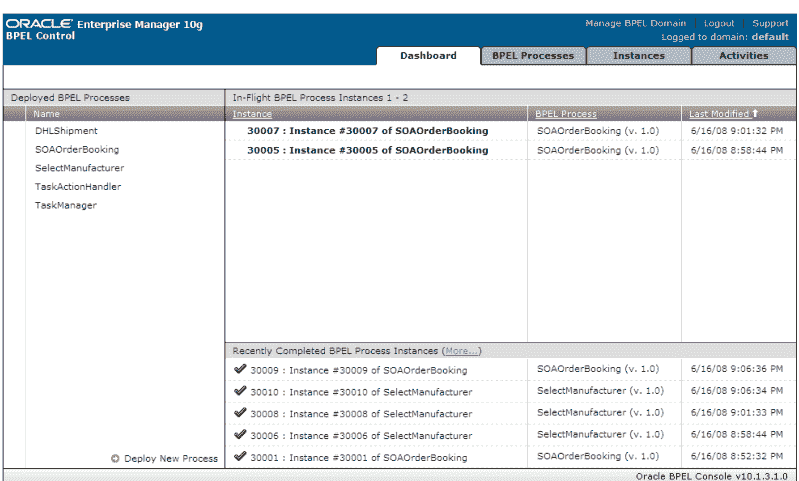 ORACLE Enterprise Manager 10g
BPEL Control
Manage BPEL Domain Logout Support
Logged to domain: default
Dashboard BPEL Processes Instances Activities
Deployed BPEL Processes
Name
DHLShipment
SOAOrderBooking
SelectManufacturer
TaskActionHandler
TaskManager
Deploy New Process
In-Flight BPEL Process Instances 1 - 2
Instance BPEL Process Last Modified
30007 : Instance #30007 of SOAOrderBooking SOAOrderBooking (v. 1.0) 6/16/08 9:01:32 PM
30005 : Instance #30005 of SOAOrderBooking SOAOrderBooking (v. 1.0) 6/16/08 8:58:44 PM
Recently Completed BPEL Process Instances (More...)
30009 : Instance #30009 of SOAOrderBooking SOAOrderBooking (v. 1.0) 6/16/08 9:06:36 PM
30010 : Instance #30010 of SelectManufacturer SelectManufacturer (v. 1.0) 6/16/08 9:06:34 PM
30008 : Instance #30008 of SelectManufacturer SelectManufacturer (v. 1.0) 6/16/08 9:01:33 PM
30006 : Instance #30006 of SelectManufacturer SelectManufacturer (v. 1.0) 6/16/08 8:58:44 PM
30001 : Instance #30001 of SOAOrderBooking SOAOrderBooking (v. 1.0) 6/16/08 8:52:32 PM
Oracle BPEL Console v10.1.3.1.0